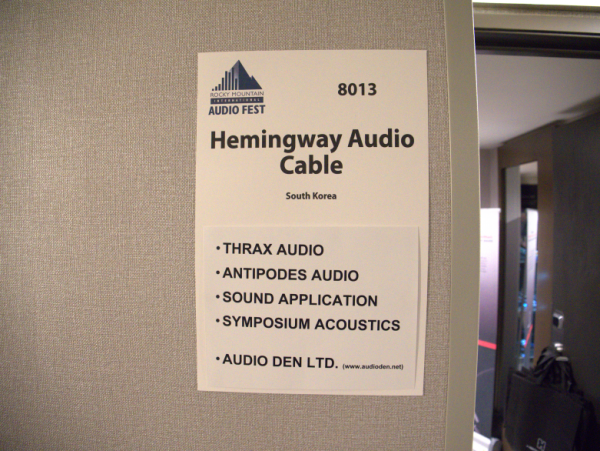 8013
ROCKY MOUNTAIN
INTERNATIONAL
AUDIO FEST
Hemingway Audio
Cable
South Korea
• THRAX AUDIO
• ANTIPODES AUDIO
• SOUND APPLICATION
• SYMPOSIUM ACOUSTICS
• AUDIO DEN LTD. (www.audioden.net)